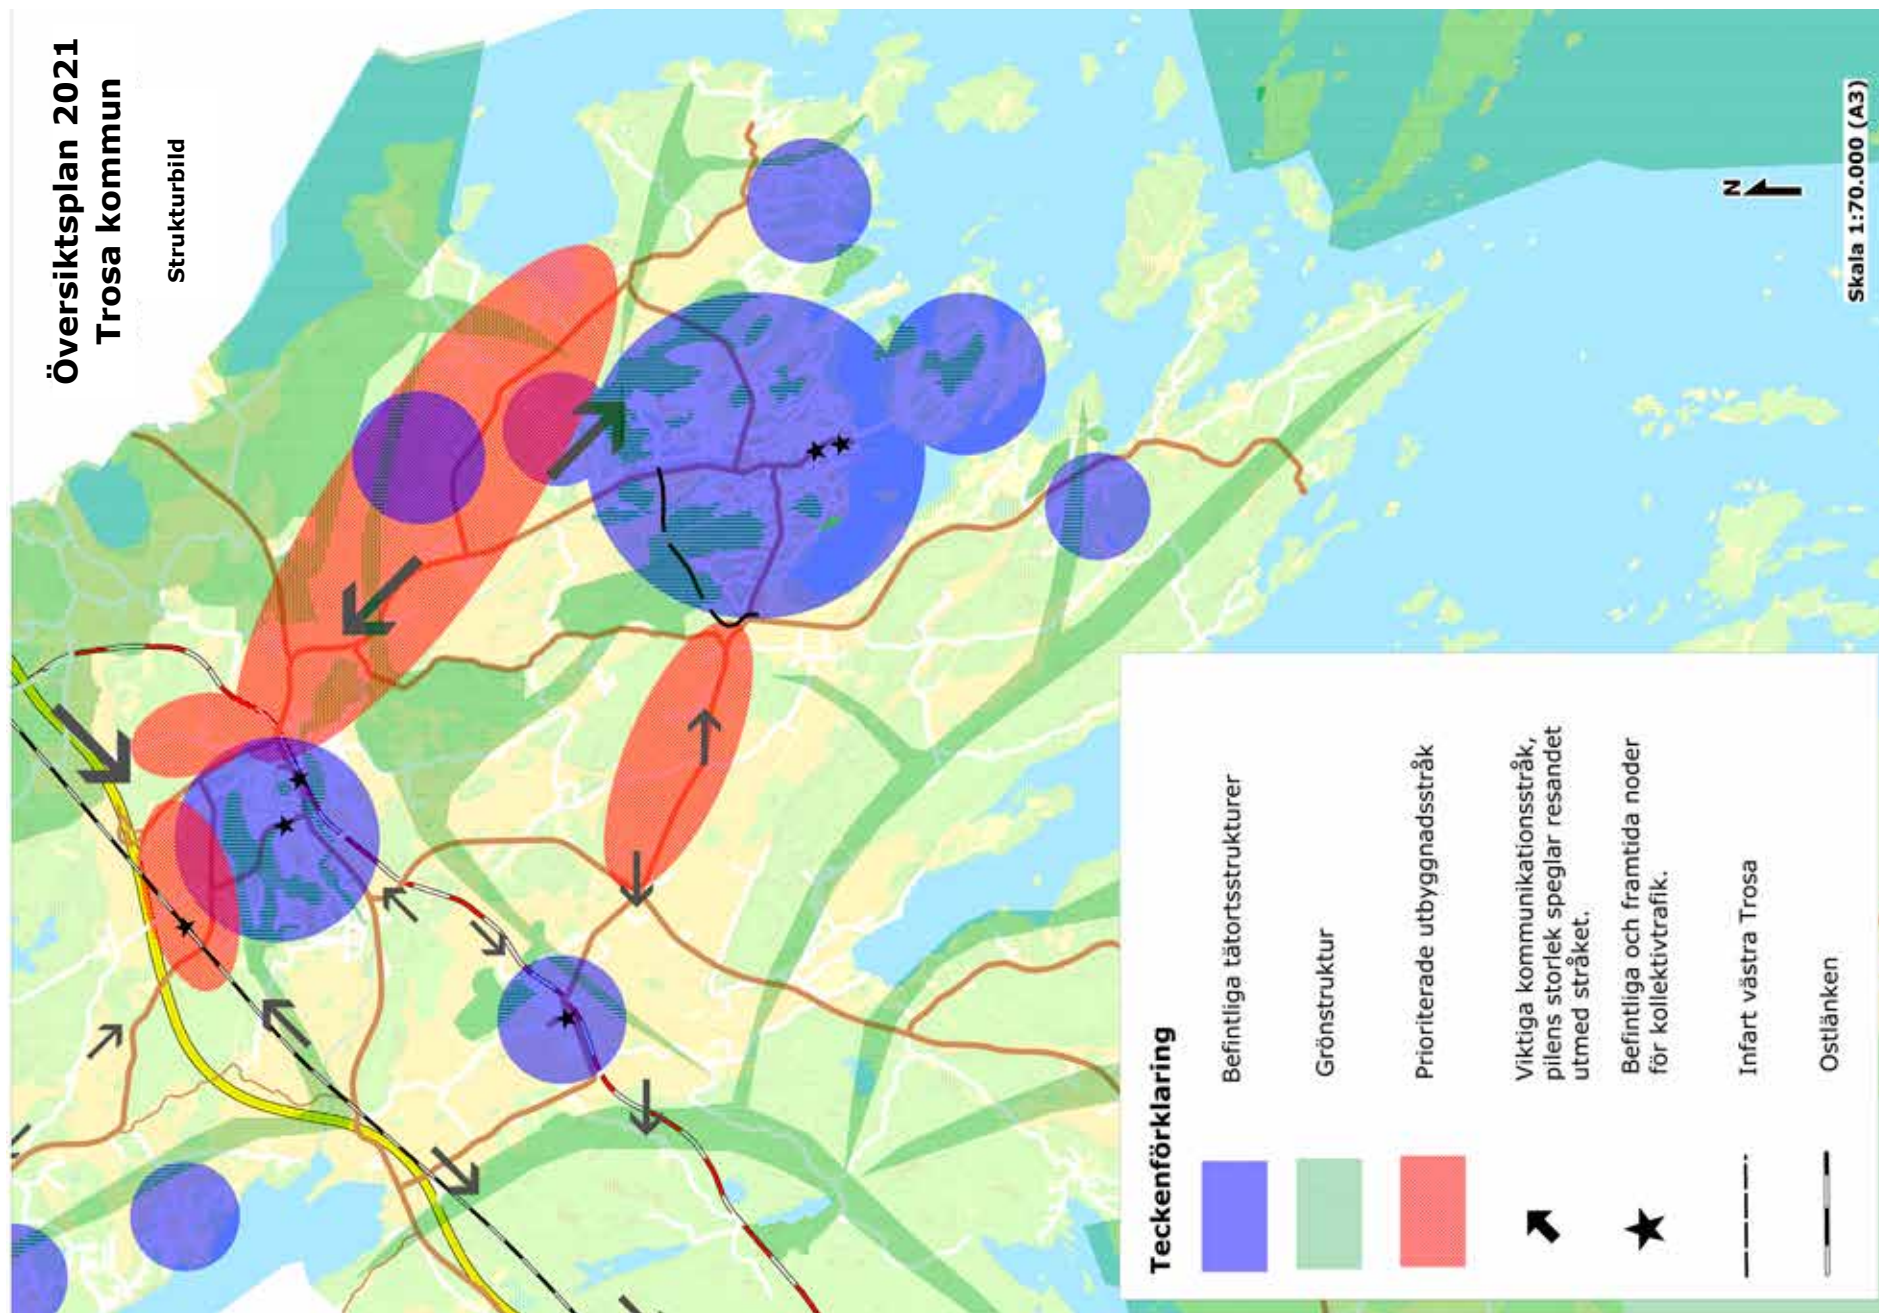 Översiktsplan 2021
Trosa kommun
Strukturbild
N
Skala 1:70.000 (A3)
Teckenförklaring
Befintliga tätortsstrukturer
Grönstruktur
Prioriterade utbyggnadsstråk
Viktiga kommunikationsstråk,
pilens storlek speglar resandet
utmed stråket.
Befintliga och framtida noder
för kollektivtrafik.
Infart västra Trosa
Ostlänken